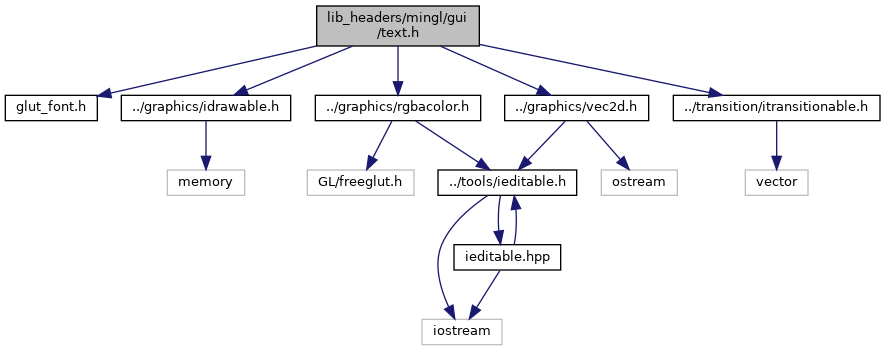 lib_headers/mingl/gui
/text.h
glut_font.h
../graphics/idrawable.h
../graphics/rgbacolor.h
../graphics/vec2d.h
../transition/itransitionable.h
memory
GL/freeglut.h
../tools/ieditable.h
ostream
vector
ieditable.hpp
iostream